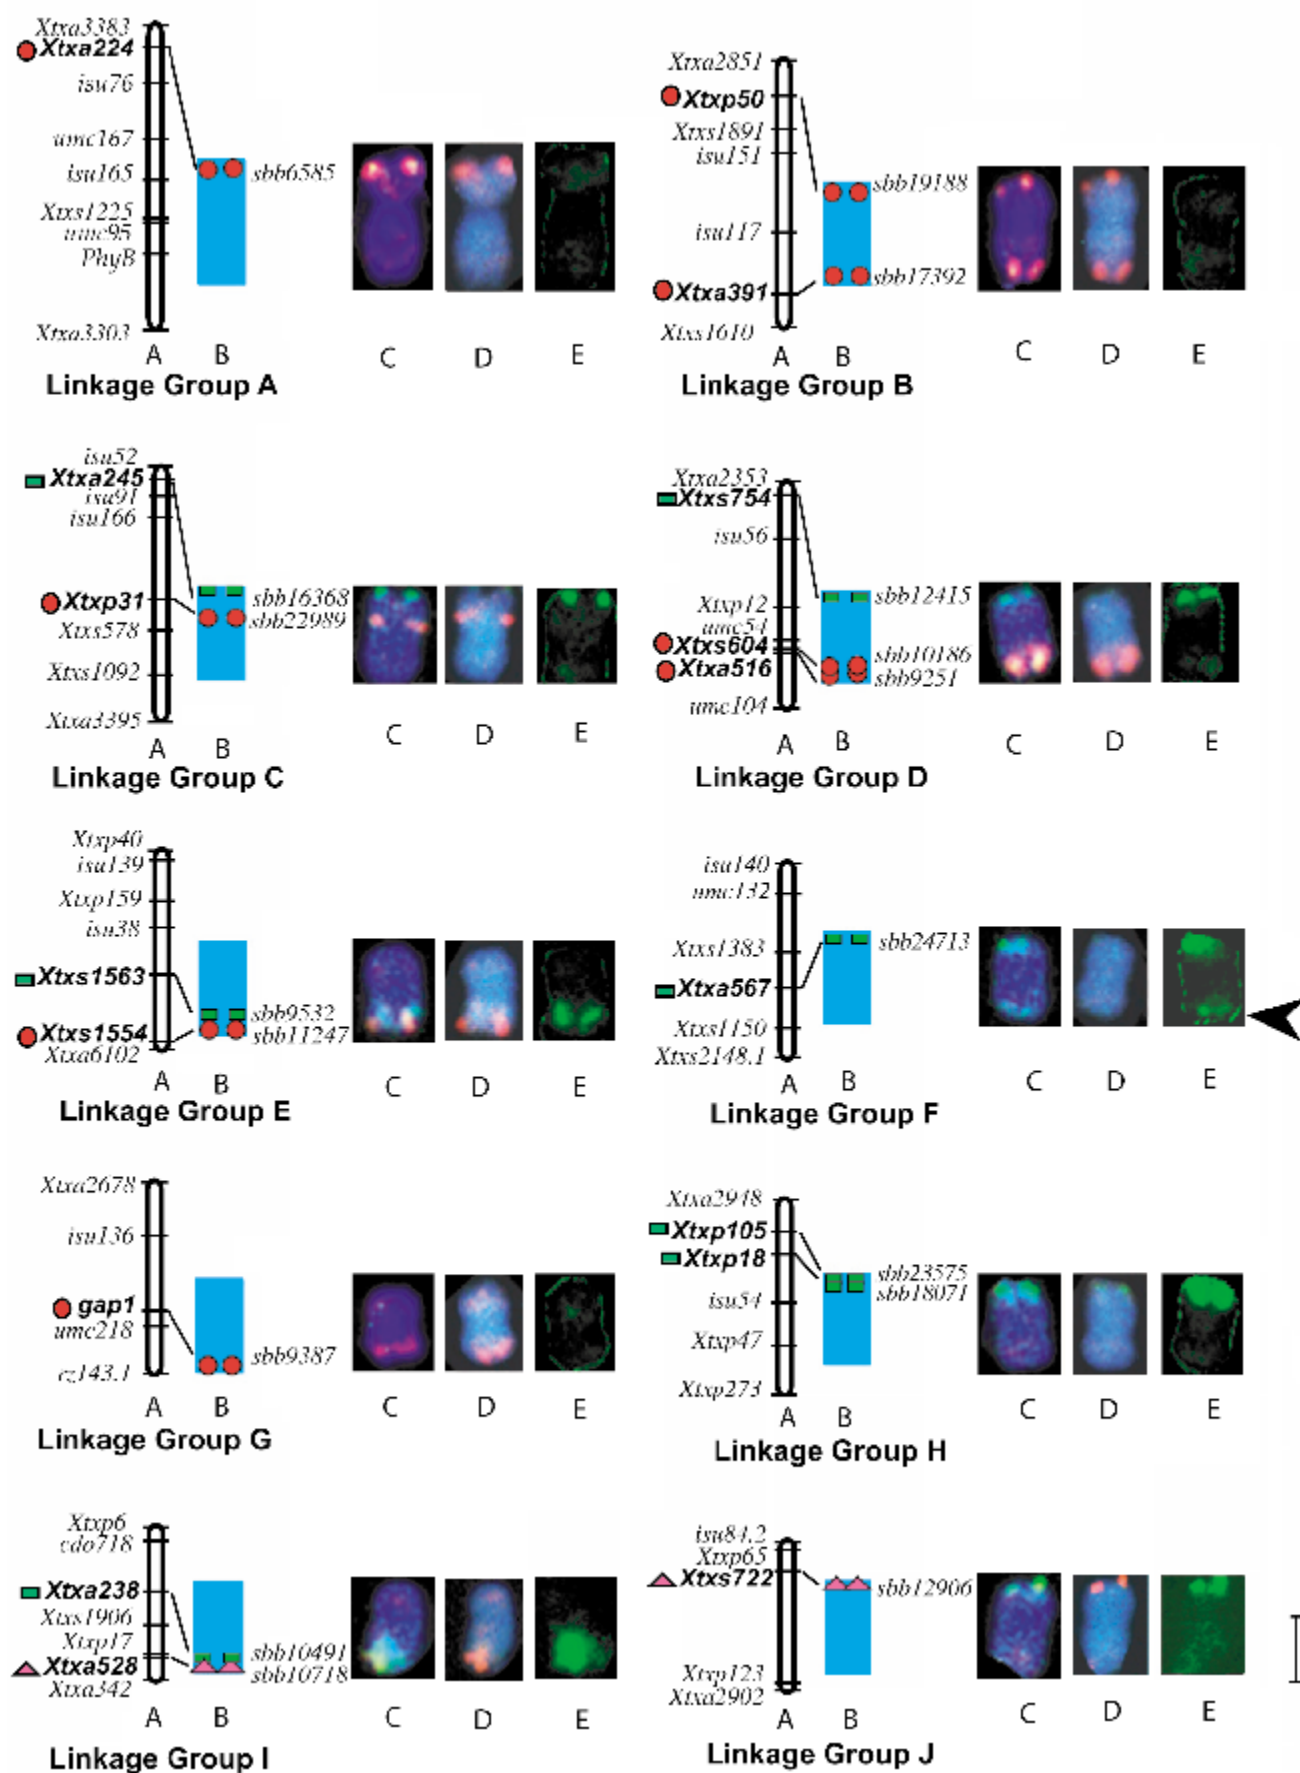 Xtxa3383
Xtxa224
isu76
umc167
isu165
Xtxs1225
umc95
PhyB
Xtxa3303
sbb6585
A B C D E
Linkage Group A
Xtxa2851
Xtxp50
Xtxs1891
isu151
isu117
Xtxa391
Xtxs1610
sbb19188
sbb17392
A B C D E
Linkage Group B
isu52
Xtxa245
isu91
isu166
Xtxp31
Xtxs578
Xtxs1092
Xtxa3395
sbb16368
sbb22989
A B C D E
Linkage Group C
Xtxa2353
Xtxs754
isu56
Xtxp12
umc54
Xtxs604
Xtxa516
umc104
sbb12415
sbb10186
sbb9251
A B C D E
Linkage Group D
Xtxp40
isu139
Xtxp159
isu38
Xtxs1563
Xtxs1554
Xtxa6102
sbb9532
sbb11247
A B C D E
Linkage Group E
isu140
umc132
Xtxs1383
Xtxa567
Xtxs1150
Xtxs2148.1
sbb24713
A B C D E
Linkage Group F
Xtxa2678
isu136
gap1
umc218
rz143.1
sbb9387
A B C D E
Linkage Group G
Xtxa2948
Xtxp105
Xtxp18
isu54
Xtxp47
Xtxp273
sbb23575
sbb18071
A B C D E
Linkage Group H
Xtxp6
cdo718
Xtxa238
Xtxs1906
Xtxp17
Xtxa528
Xtxa342
sbb10491
sbb10718
A B C D E
Linkage Group I
isu84.2
Xtxp65
Xtxs722
Xtxp123
Xtxa2902
sbb12906
A B C D E
Linkage Group J